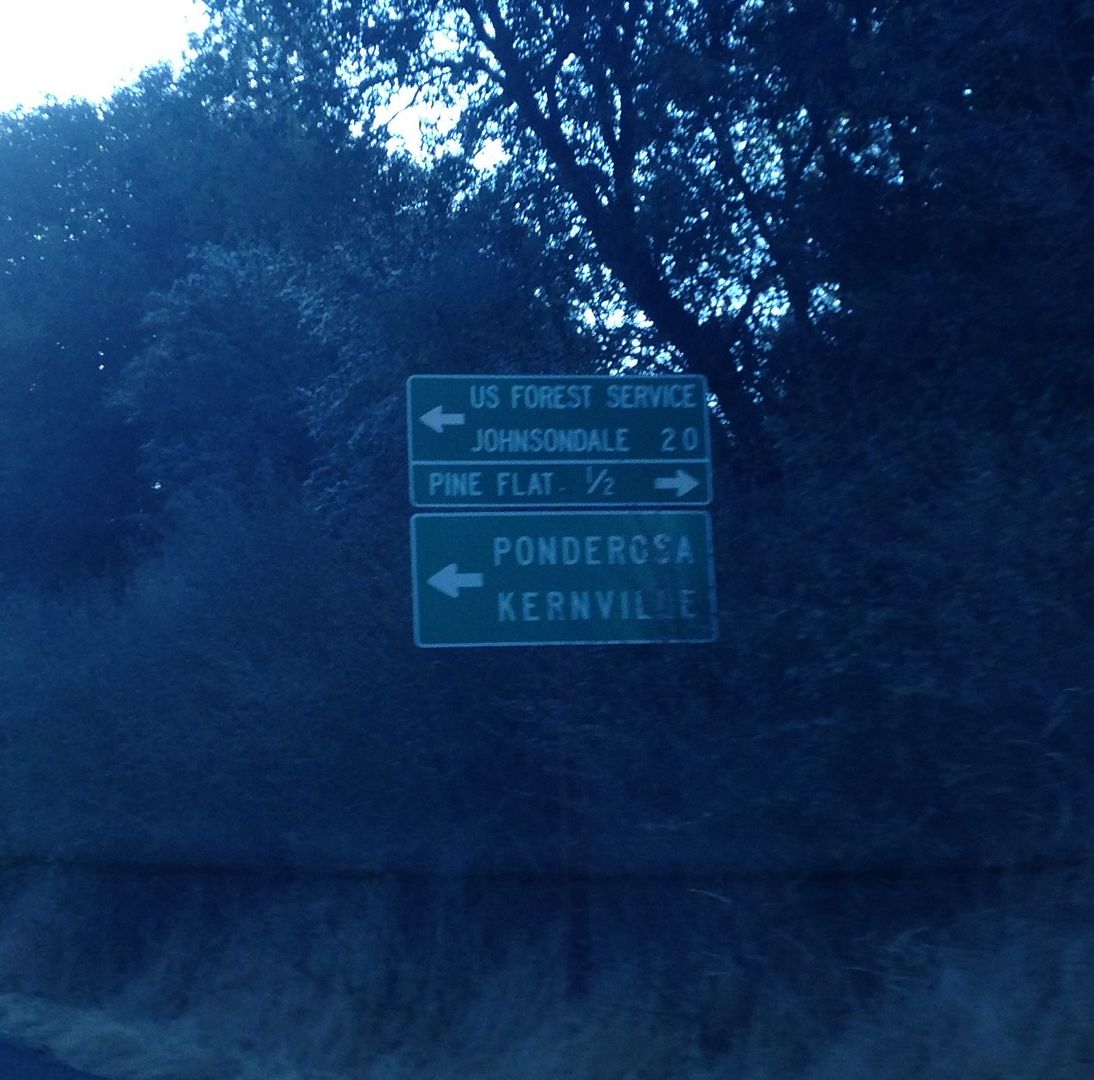 US FOREST SERVICE
JOHNSONDALE 20
PINE FLAT 1/2
PONDEROSA
KERNVILLE